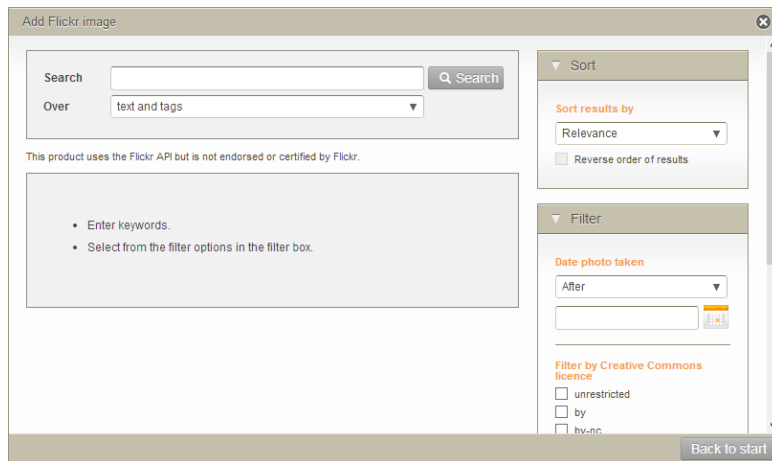 Add Flickr image
Search
Search
Over
text and tags
This product uses the Flickr API but is not endorsed or certified by Flickr.
Enter keywords.
Select from the filter options in the filter box.
Sort
Sort results by
Relevance
Reverse order of results
Filter
Date photo taken
After
Filter by Creative Commons
licence
unrestricted
by
by-nc
Back to start